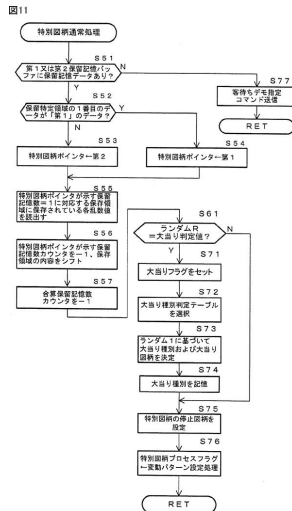 図11
特別図柄通常処理
S51
第1又は第2保留記憶バッ
ファに保留記憶データあり？
N
Y
S77
客待ちデモ指定
コマンド送信
RET
S52
保留特定領域の1番目のデ
ータが「第1」のデータ？
Y
N
S53
特別図柄ポインター第2
S54
特別図柄ポインター第1
S55
特別図柄ポインタが示す保留
記憶数＝1に対応する保存領
域に保存されている各乱数値
を読出す
S56
特別図柄ポインタが示す保留
記憶数カウンタを－1、保存
領域の内容をシフト
S57
合算保留記憶数
カウンタを－1
S61
ランダムR
＝大当り判定値？
N
Y
S71
大当りフラグをセット
S72
大当り種別判定テーブル
を選択
S73
ランダム1に基づいて
大当り種別および大当り
図柄を決定
S74
大当り種別を記憶
S75
特別図柄の停止図柄を
設定
S76
特別図柄プロセスフラグ
ー変動パターン設定処理
RET